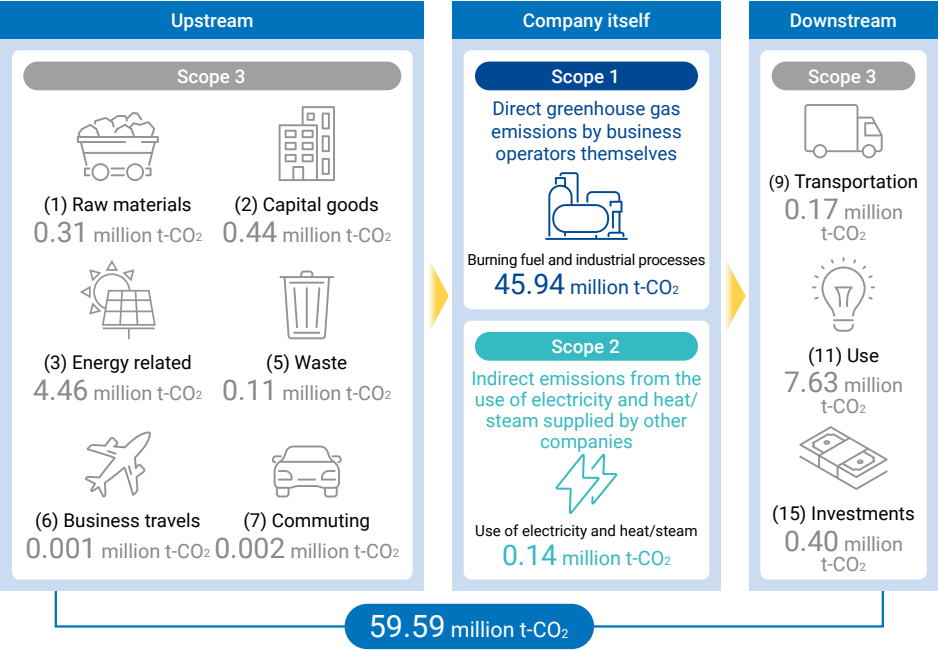 Upstream
Scope 3
(1) Raw materials
0.31 million t-CO₂
(2) Capital goods
0.44 million t-CO₂
(3) Energy related
4.46 million t-CO₂
(5) Waste
0.11 million t-CO₂
(6) Business travels
0.001 million t-CO₂
(7) Commuting
0.002 million t-CO₂
Company itself
Scope 1
Direct greenhouse gas
emissions by business
operators themselves
Burning fuel and industrial processes
45.94 million t-CO₂
Scope 2
Indirect emissions from the
use of electricity and heat/
steam supplied by other
companies
Use of electricity and heat/steam
0.14 million t-CO₂
Downstream
Scope 3
(9) Transportation
0.17 million
t-CO₂
(11) Use
7.63 million
t-CO₂
(15) Investments
0.40 million
t-CO₂
59.59 million t-CO₂